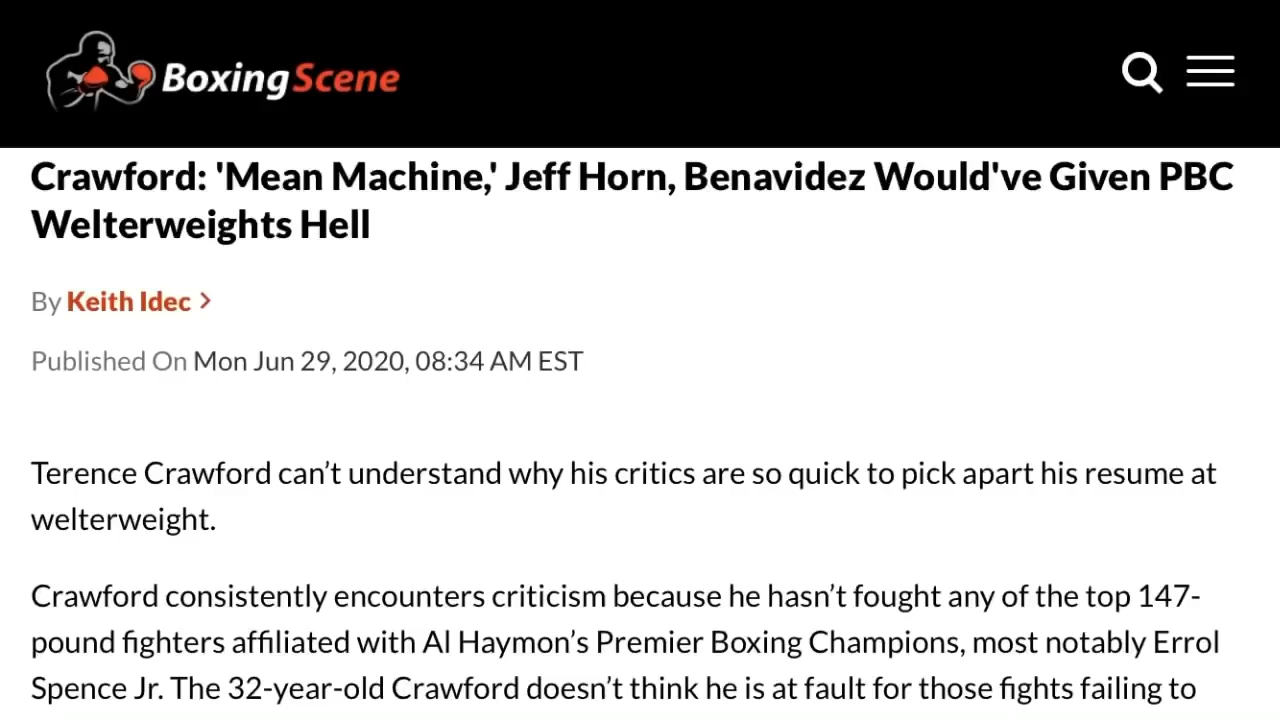 BoxingScene
Crawford: 'Mean Machine,' Jeff Horn, Benavidez Would've Given PBC
Welterweights Hell
By Keith Idec >
Published On Mon Jun 29, 2020, 08:34 AM EST
Terence Crawford can’t understand why his critics are so quick to pick apart his resume at
welterweight.
Crawford consistently encounters criticism because he hasn’t fought any of the top 147-
pound fighters affiliated with Al Haymon’s Premier Boxing Champions, most notably Errol
Spence Jr. The 32-year-old Crawford doesn’t think he is at fault for those fights failing to